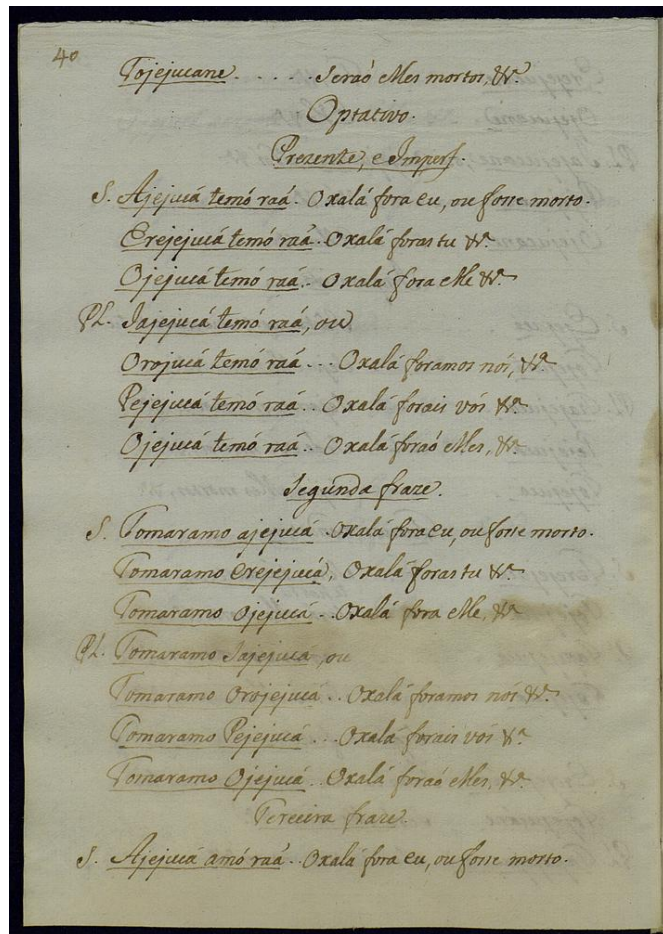 40
Tojejucane . . . . . Seraõ elles mortos, &ª.
Optativo.
Prezente, e Imperf.
S. Ajejucá temó raá. Oxalá fora eu, ou fosse morto.
Erejejucá temó raá. Oxalá foras tu &ª.
Ojejucá temó raá. Oxalá fora elle &ª.
PL. Jajejucá temó raá, ou
Orojucá temó raá . . . Oxalá foramos nós, &ª.
Pejejucá temó raá . . Oxalá forais vós &ª.
Ojejucá temó raá . . Oxalá foraõ elles, &ª.
Segunda fraze.
S. Tomaramo ajejucá . Oxalá fora eu, ou fosse morto.
Tomaramo Erejejucá, Oxalá foras tu &ª.
Tomaramo Ojejucá . . Oxalá fora elle, &ª.
PL. Tomaramo Jajejuca, ou
Tomaramo Orojejucá . . Oxalá foramos nós &ª.
Tomaramo Pejejucá . . . Oxalá forais vós &ª
Tomaramo Ojejucá . . Oxalá foraõ elles, &ª.
Terceira fraze.
S. Ajejucá amó raá . . Oxalá fora eu, ou fosse morto.